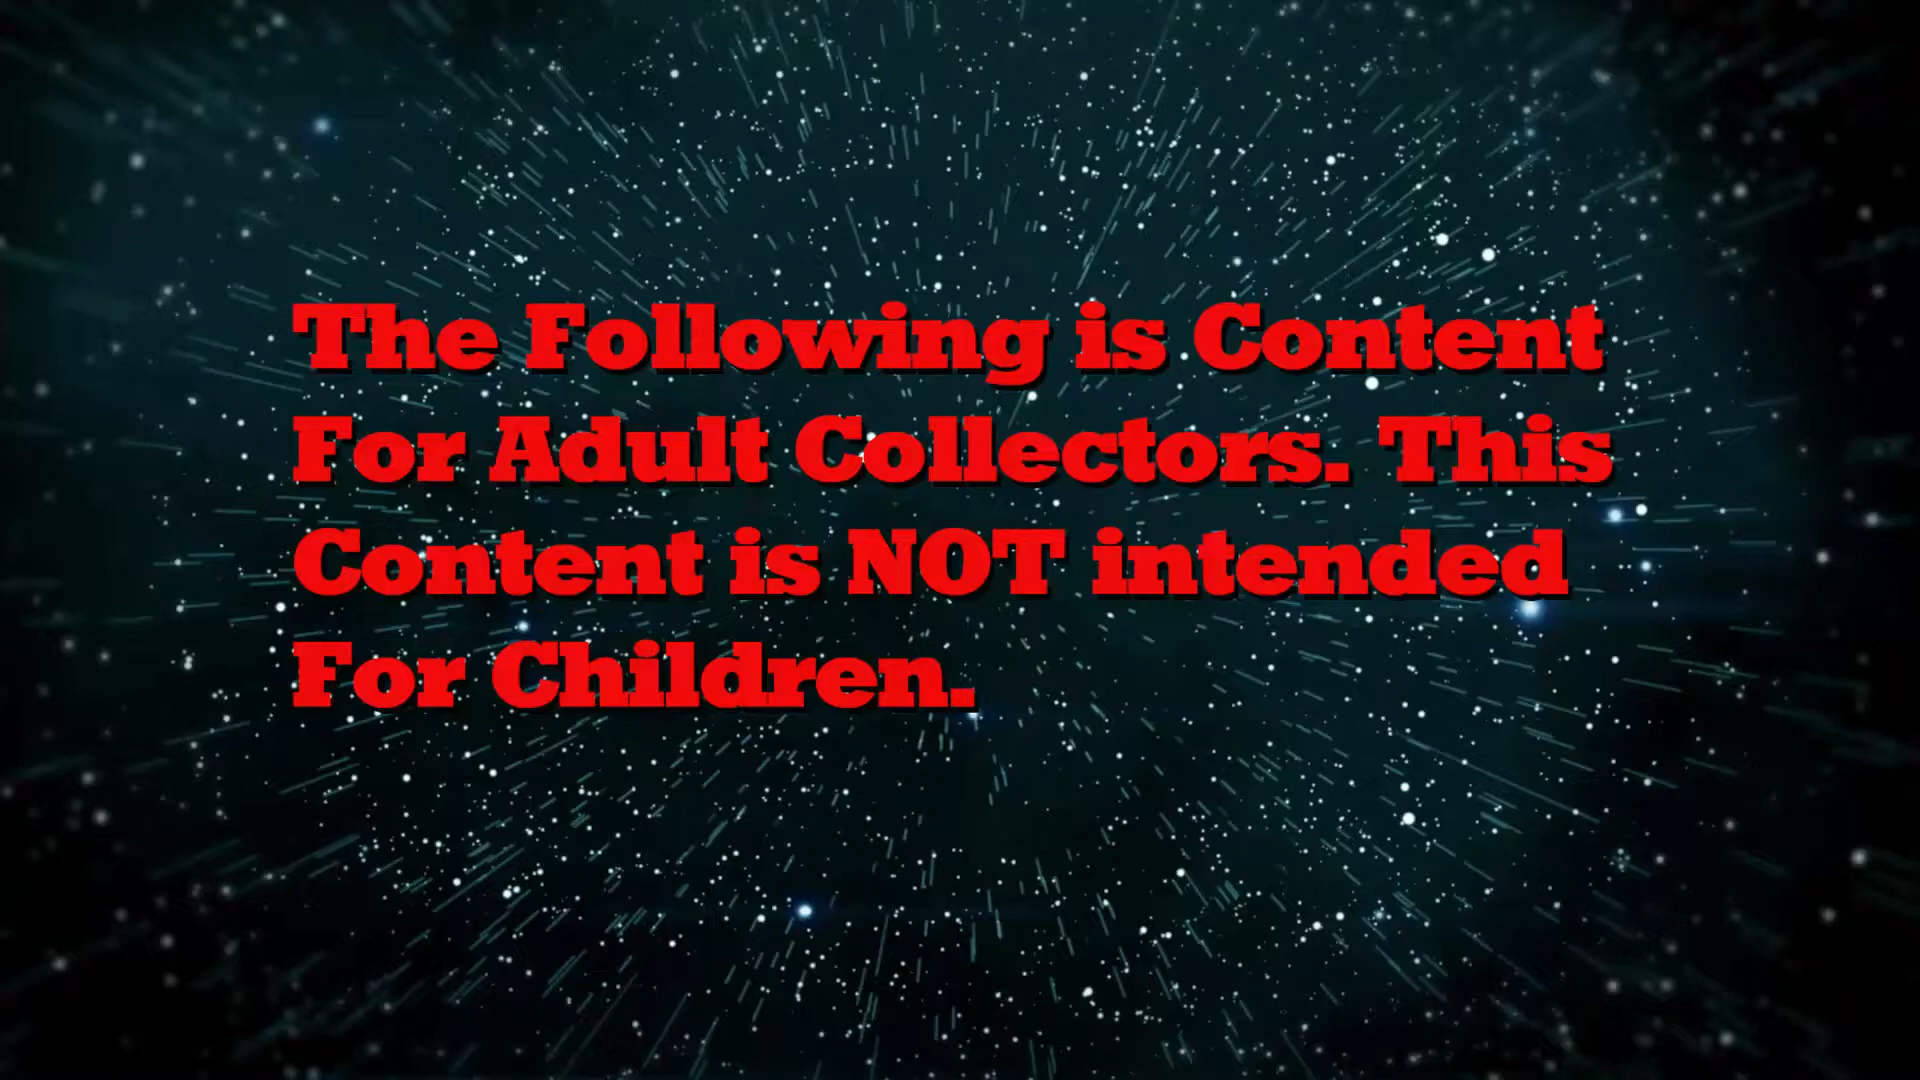 The Following is Content
For Adult Collectors. This
Content is NOT intended
For Children.